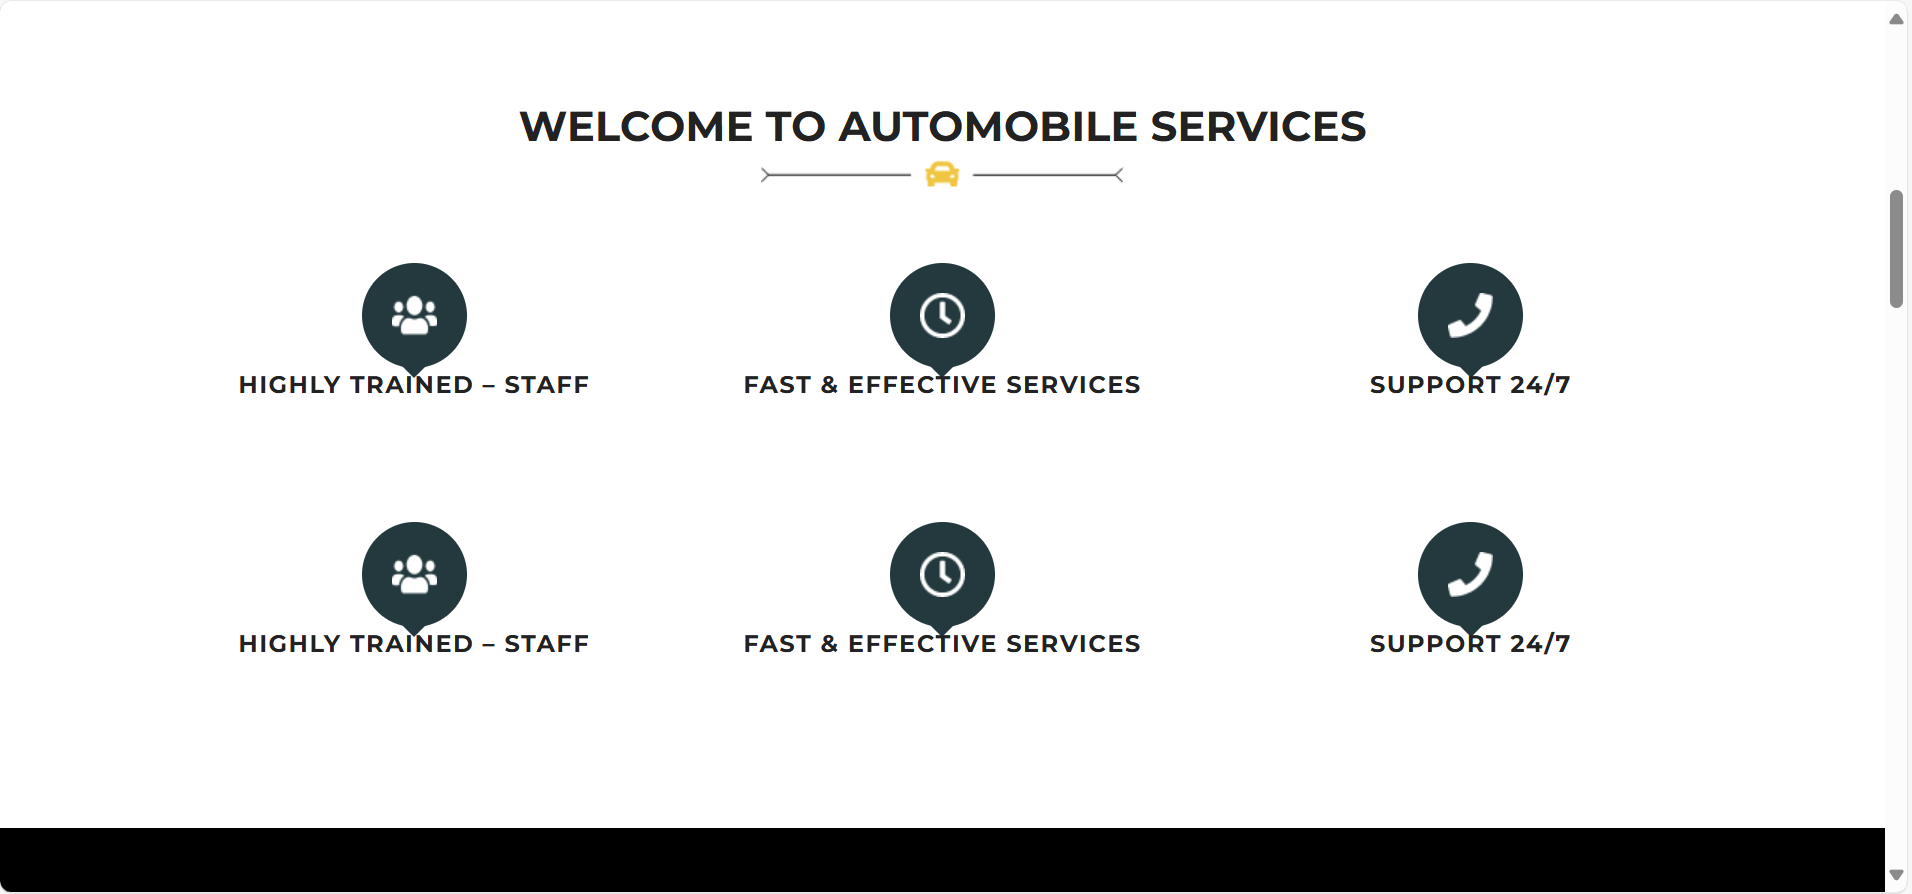 WELCOME TO AUTOMOBILE SERVICES
HIGHLY TRAINED – STAFF
FAST & EFFECTIVE SERVICES
SUPPORT 24/7
HIGHLY TRAINED – STAFF
FAST & EFFECTIVE SERVICES
SUPPORT 24/7